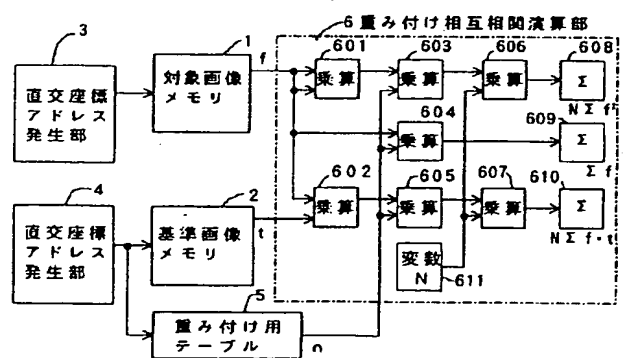 6 重み付け相互相関演算部
3
直交座標
アドレス
発生部
1
対象画像
メモリ
f
601
乗算
603
乗算
606
乗算
608
Σ
NΣf²
604
乗算
609
Σ
Σf
4
直交座標
アドレス
発生部
2
基準画像
メモリ
t
602
乗算
605
乗算
607
乗算
610
Σ
NΣf・t
変数
N
611
5
重み付け用
テーブル